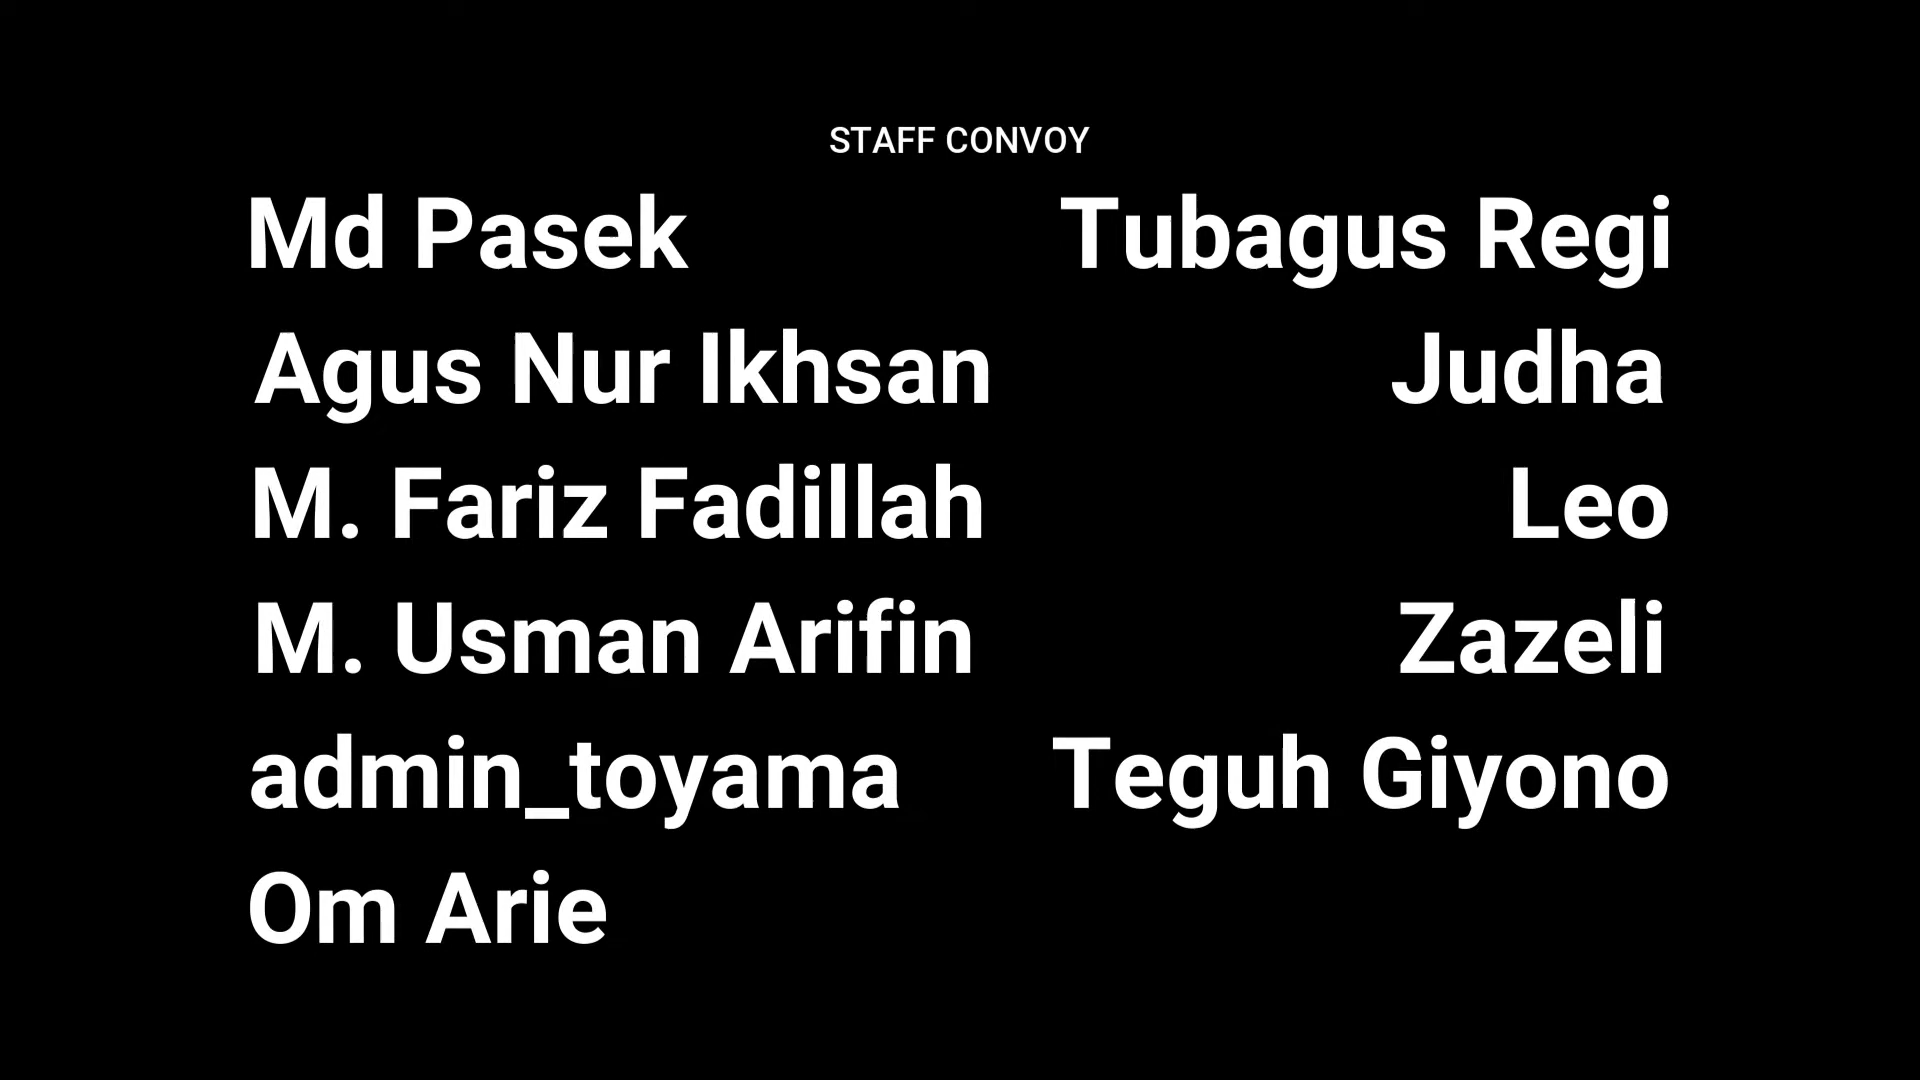 STAFF CONVOY
Md Pasek
Agus Nur Ikhsan
M. Fariz Fadillah
M. Usman Arifin
admin_toyama
Om Arie
Tubagus Regi
Judha
Leo
Zazeli
Teguh Giyono